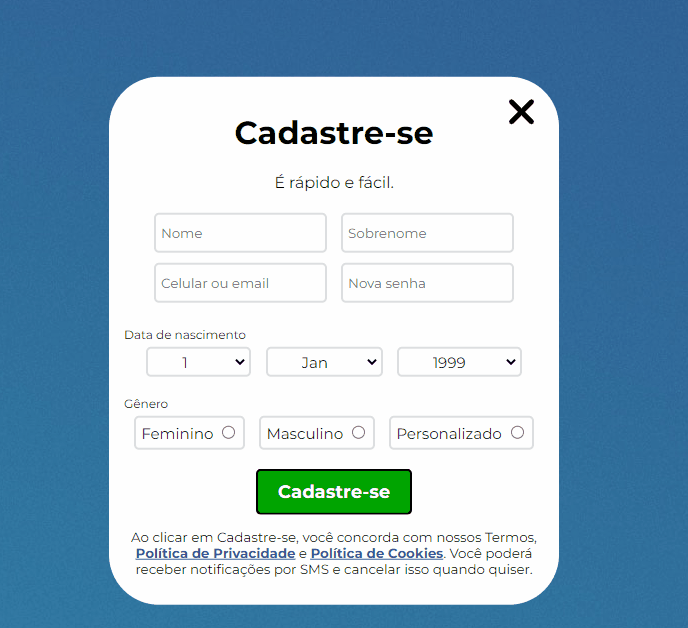 Cadastre-se
É rápido e fácil.
Nome Sobrenome
Celular ou email Nova senha
Data de nascimento
1 Jan 1999
Gênero
Feminino Masculino Personalizado
Cadastre-se
Ao clicar em Cadastre-se, você concorda com nossos Termos,
Política de Privacidade e Política de Cookies. Você poderá
receber notificações por SMS e cancelar isso quando quiser.